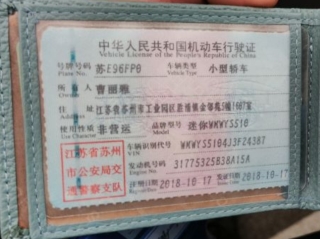 中华人民共和国机动车行驶证
Vehicle License of the People's Republic of China
号牌号码 苏E96FP0 车辆类型 小型轿车
Plate No. Vehicle Type
所有人 曹丽雅
Owner
住址 江苏省苏州市工业园区
使用性质 非营运 品牌型号 迷你WMWYS510
Use Character Model
江苏省苏州
市公安局交
通警察支队
车辆识别代号 WMWYS5104J3F24387
VIN
发动机号码 31775325B38A15A
Engine No.
注册日期 2018-10-17 发证日期 2018-10-17